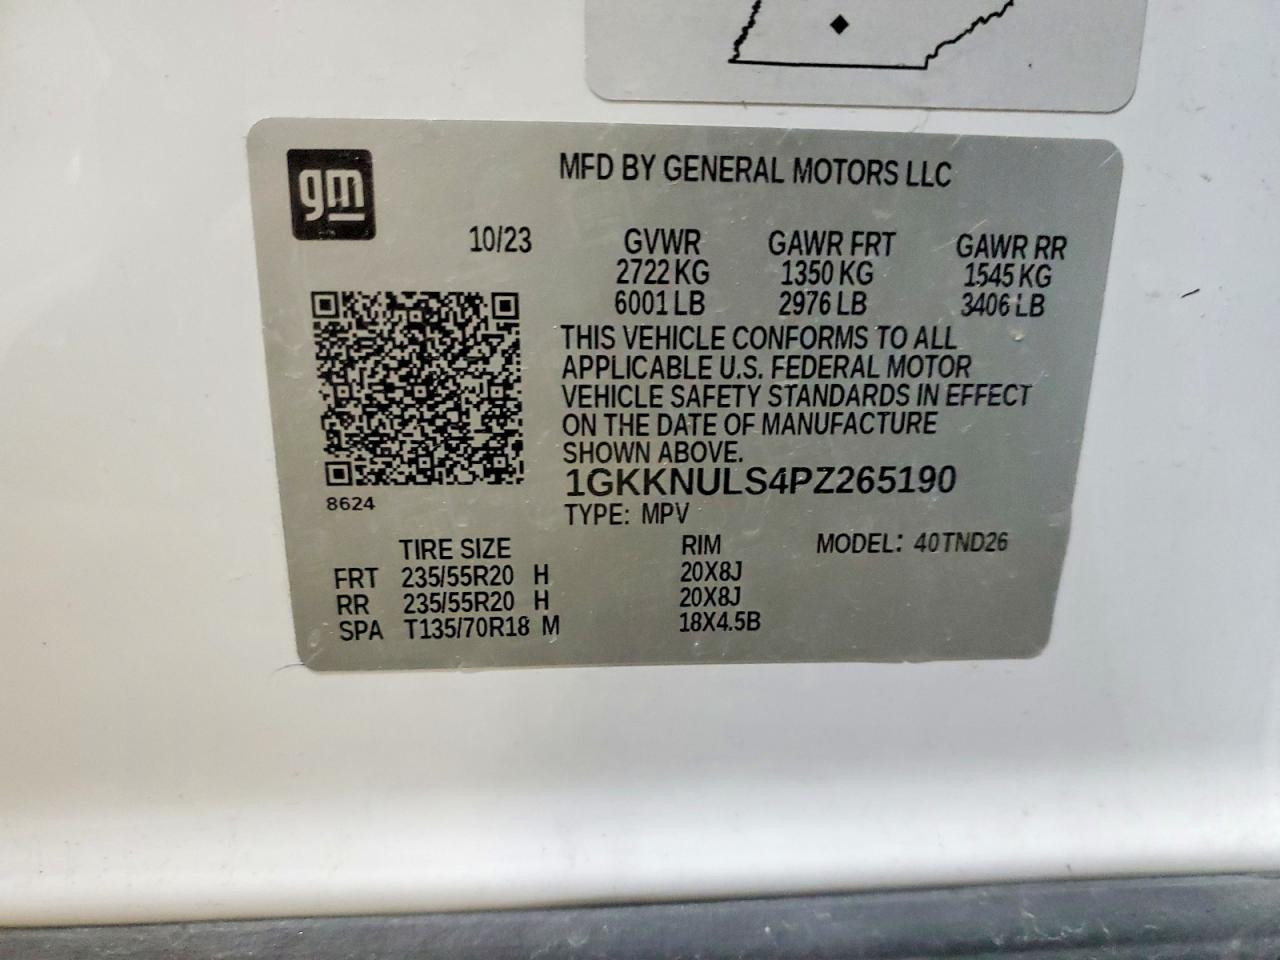 gm
MFD BY GENERAL MOTORS LLC
10/23 GVWR GAWR FRT GAWR RR
2722 KG 1350 KG 1545 KG
6001 LB 2976 LB 3406 LB
THIS VEHICLE CONFORMS TO ALL
APPLICABLE U.S. FEDERAL MOTOR
VEHICLE SAFETY STANDARDS IN EFFECT
ON THE DATE OF MANUFACTURE
SHOWN ABOVE.
1GKKNULS4PZ265190
8624
TYPE: MPV
TIRE SIZE RIM MODEL: 40TND26
FRT 235/55R20 H 20X8J
RR 235/55R20 H 20X8J
SPA T135/70R18 M 18X4.5B